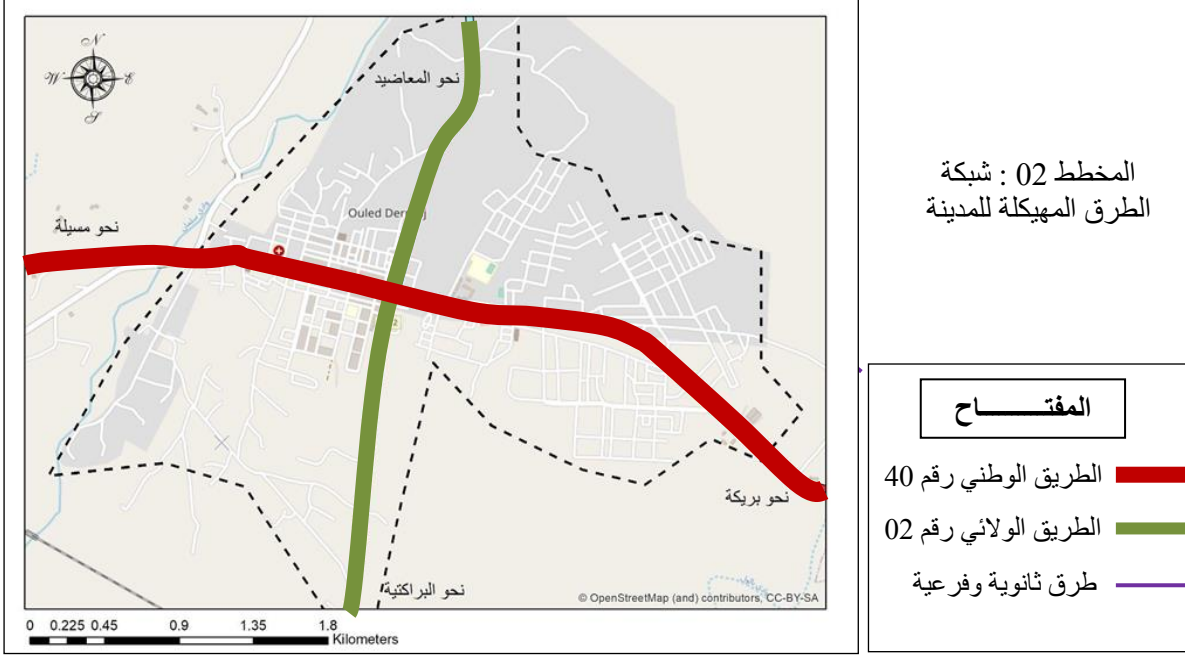 N
W
E
S
نحو المعاضيد
Ouled Derraj
نحو مسيلة
نحو بريكة
نحو البراكتية
© OpenStreetMap (and) contributors, CC-BY-SA
0 0.225 0.45 0.9 1.35 1.8
Kilometers
المخطط 02 : شبكة
الطرق المهيكلة للمدينة
المفتـــــــــاح
الطريق الوطني رقم 40
الطريق الولائي رقم 02
طرق ثانوية وفرعية